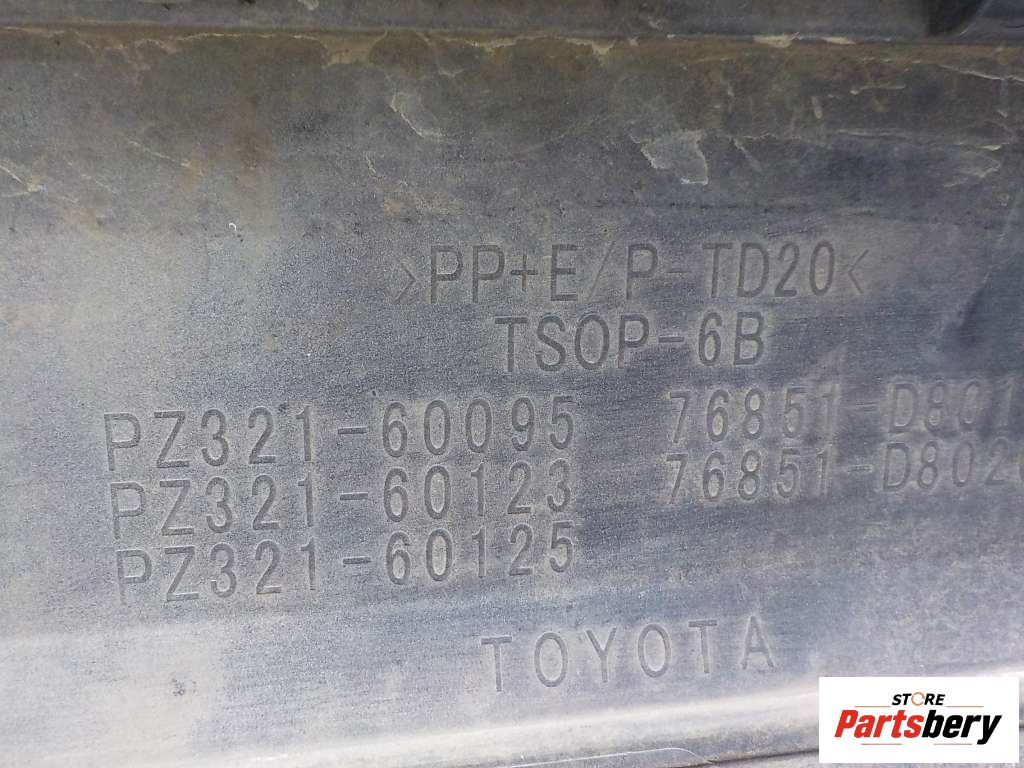 >PP+E/P-TD20<
TSOP-6B
PZ321-60095 76851-D801
PZ321-60123 76851-D802
PZ321-60125
TOYOTA
STORE
Partsbery